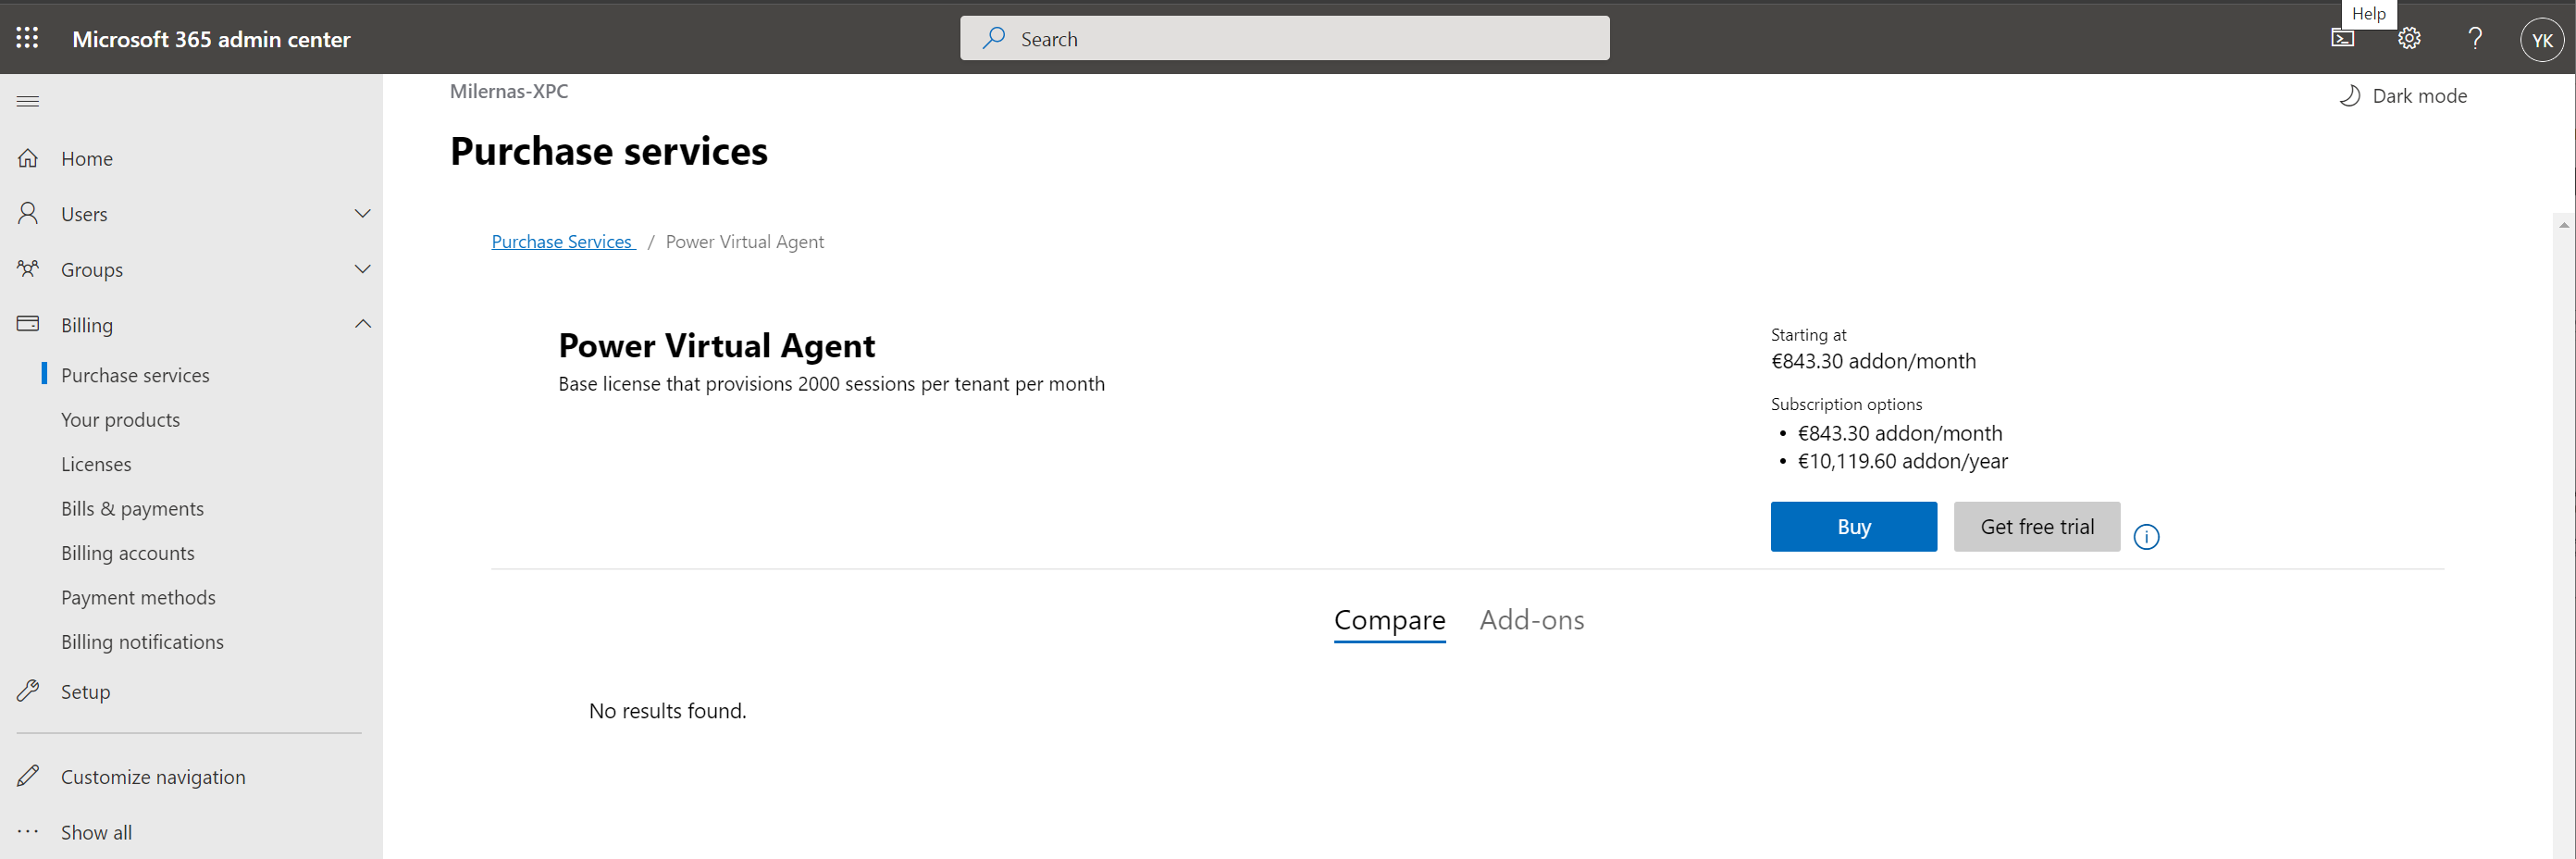 Help
Microsoft 365 admin center
Search
YK
Milernas-XPC
Dark mode
Purchase services
Home
Users
Groups
Billing
Purchase services
Your products
Licenses
Bills & payments
Billing accounts
Payment methods
Billing notifications
Setup
Customize navigation
Show all
Purchase Services / Power Virtual Agent
Power Virtual Agent
Base license that provisions 2000 sessions per tenant per month
Starting at
€843.30 addon/month
Subscription options
• €843.30 addon/month
• €10,119.60 addon/year
Buy
Get free trial
Compare
Add-ons
No results found.